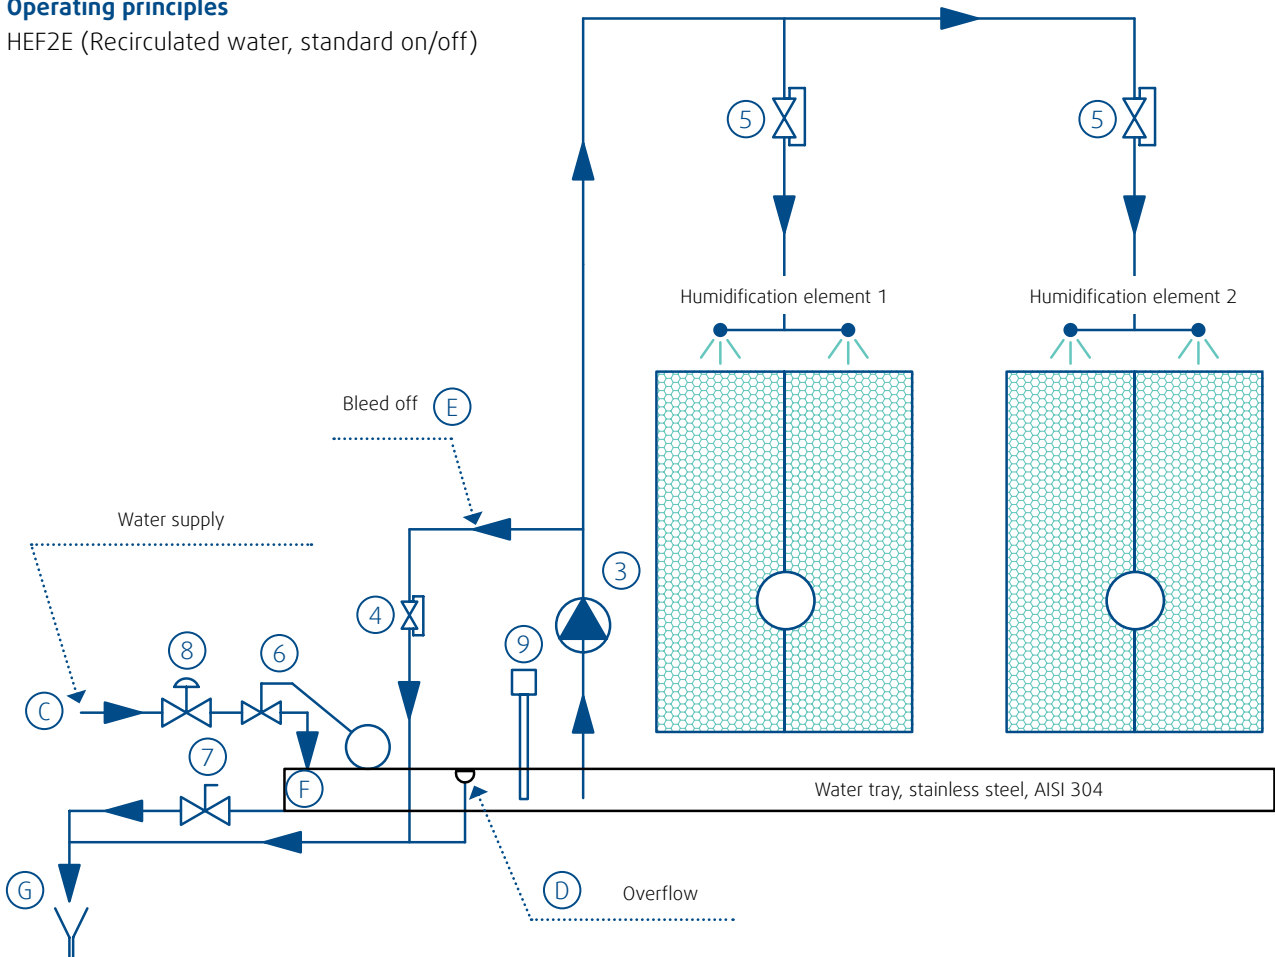 Operating principles
HEF2E (Recirculated water, standard on/off)
5
5
Humidification element 1
Humidification element 2
Bleed off
E
Water supply
3
4
9
8
6
C
7
F
Water tray, stainless steel, AISI 304
G
D
Overflow